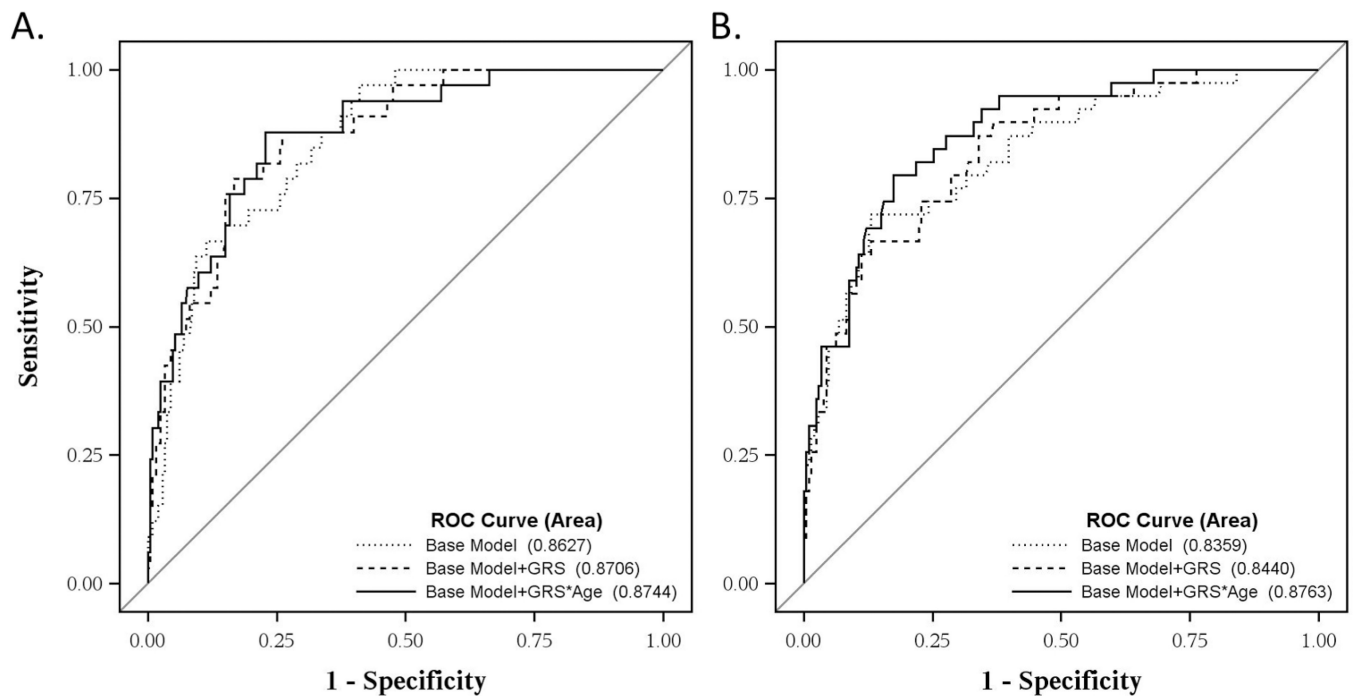 A.
1.00
0.75
0.50
0.25
0.00
Sensitivity
ROC Curve (Area)
Base Model (0.8627)
Base Model+GRS (0.8706)
Base Model+GRS*Age (0.8744)
0.00 0.25 0.50 0.75 1.00
1 - Specificity
B.
1.00
0.75
0.50
0.25
0.00
ROC Curve (Area)
Base Model (0.8359)
Base Model+GRS (0.8440)
Base Model+GRS*Age (0.8763)
0.00 0.25 0.50 0.75 1.00
1 - Specificity